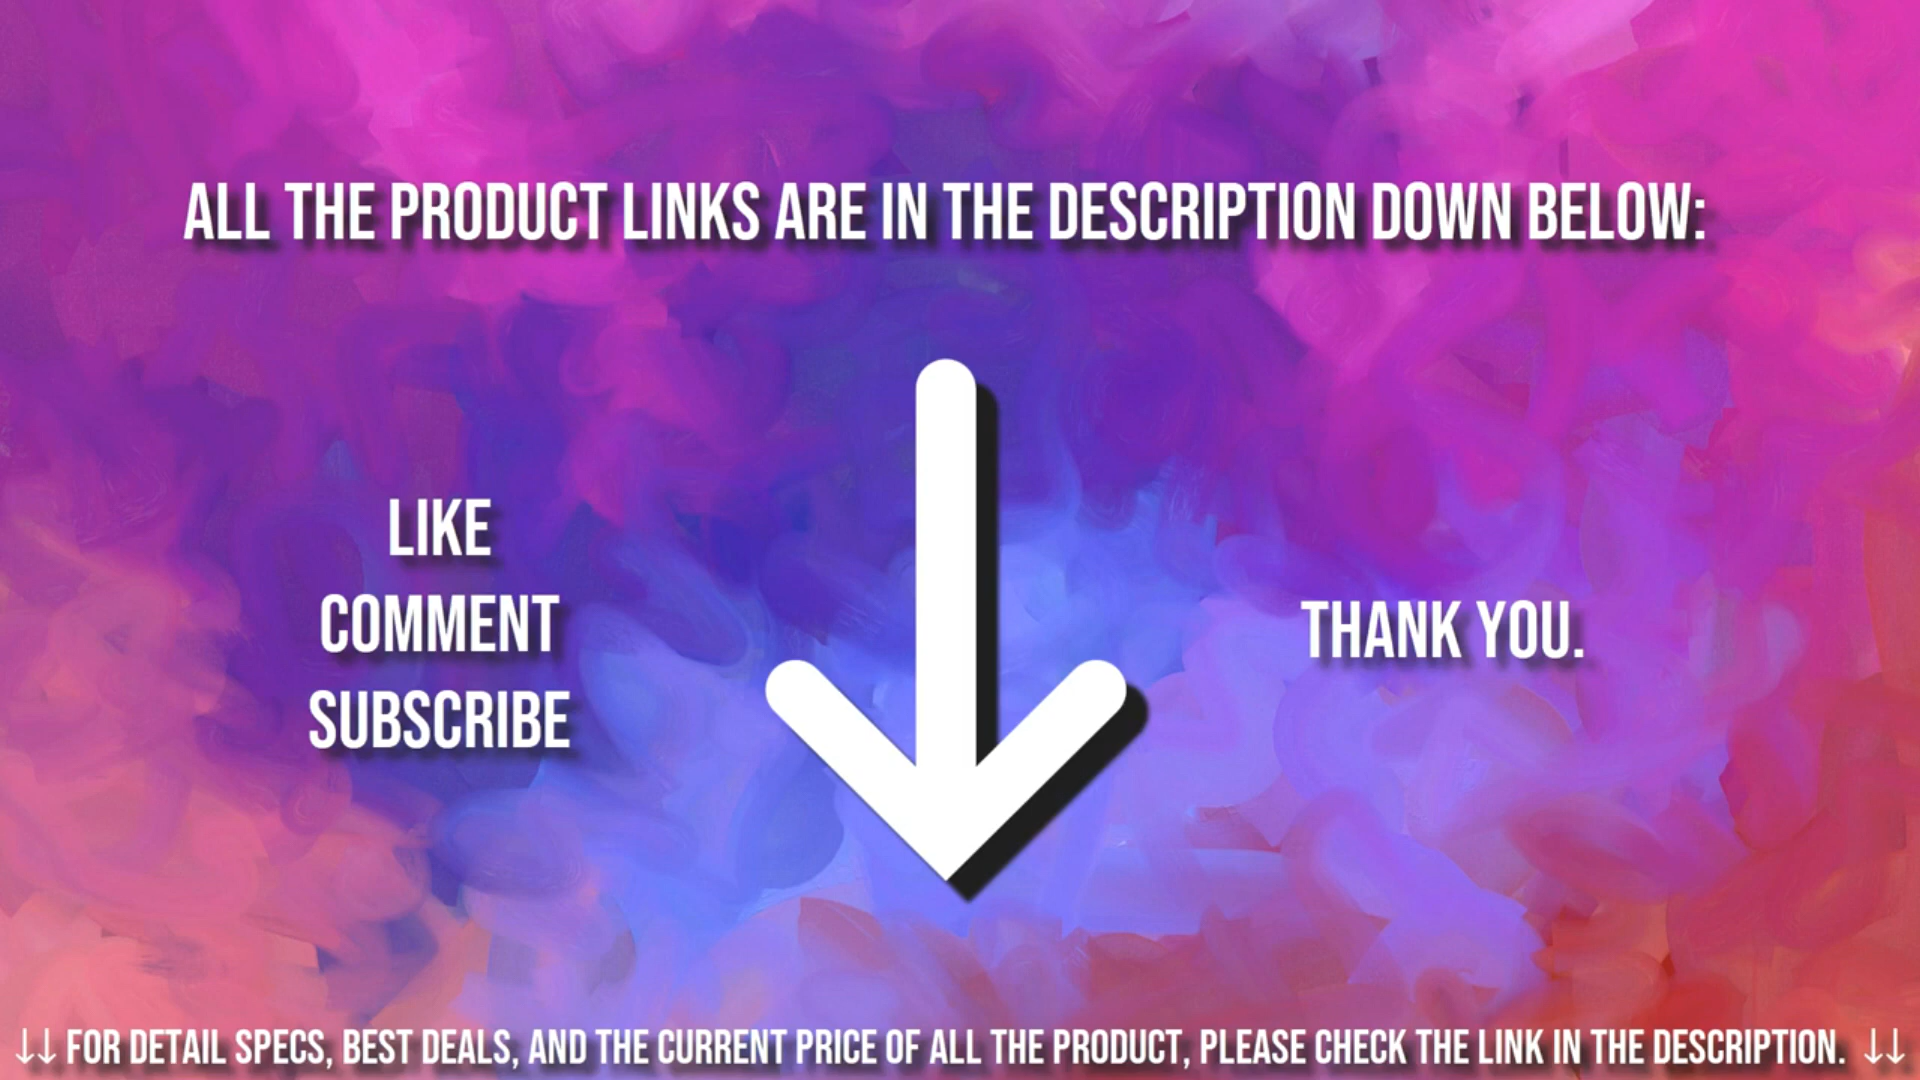 ALL THE PRODUCT LINKS ARE IN THE DESCRIPTION DOWN BELOW:
LIKE
COMMENT
SUBSCRIBE
THANK YOU.
↓↓ FOR DETAIL SPECS, BEST DEALS, AND THE CURRENT PRICE OF ALL THE PRODUCT, PLEASE CHECK THE LINK IN THE DESCRIPTION. ↓↓